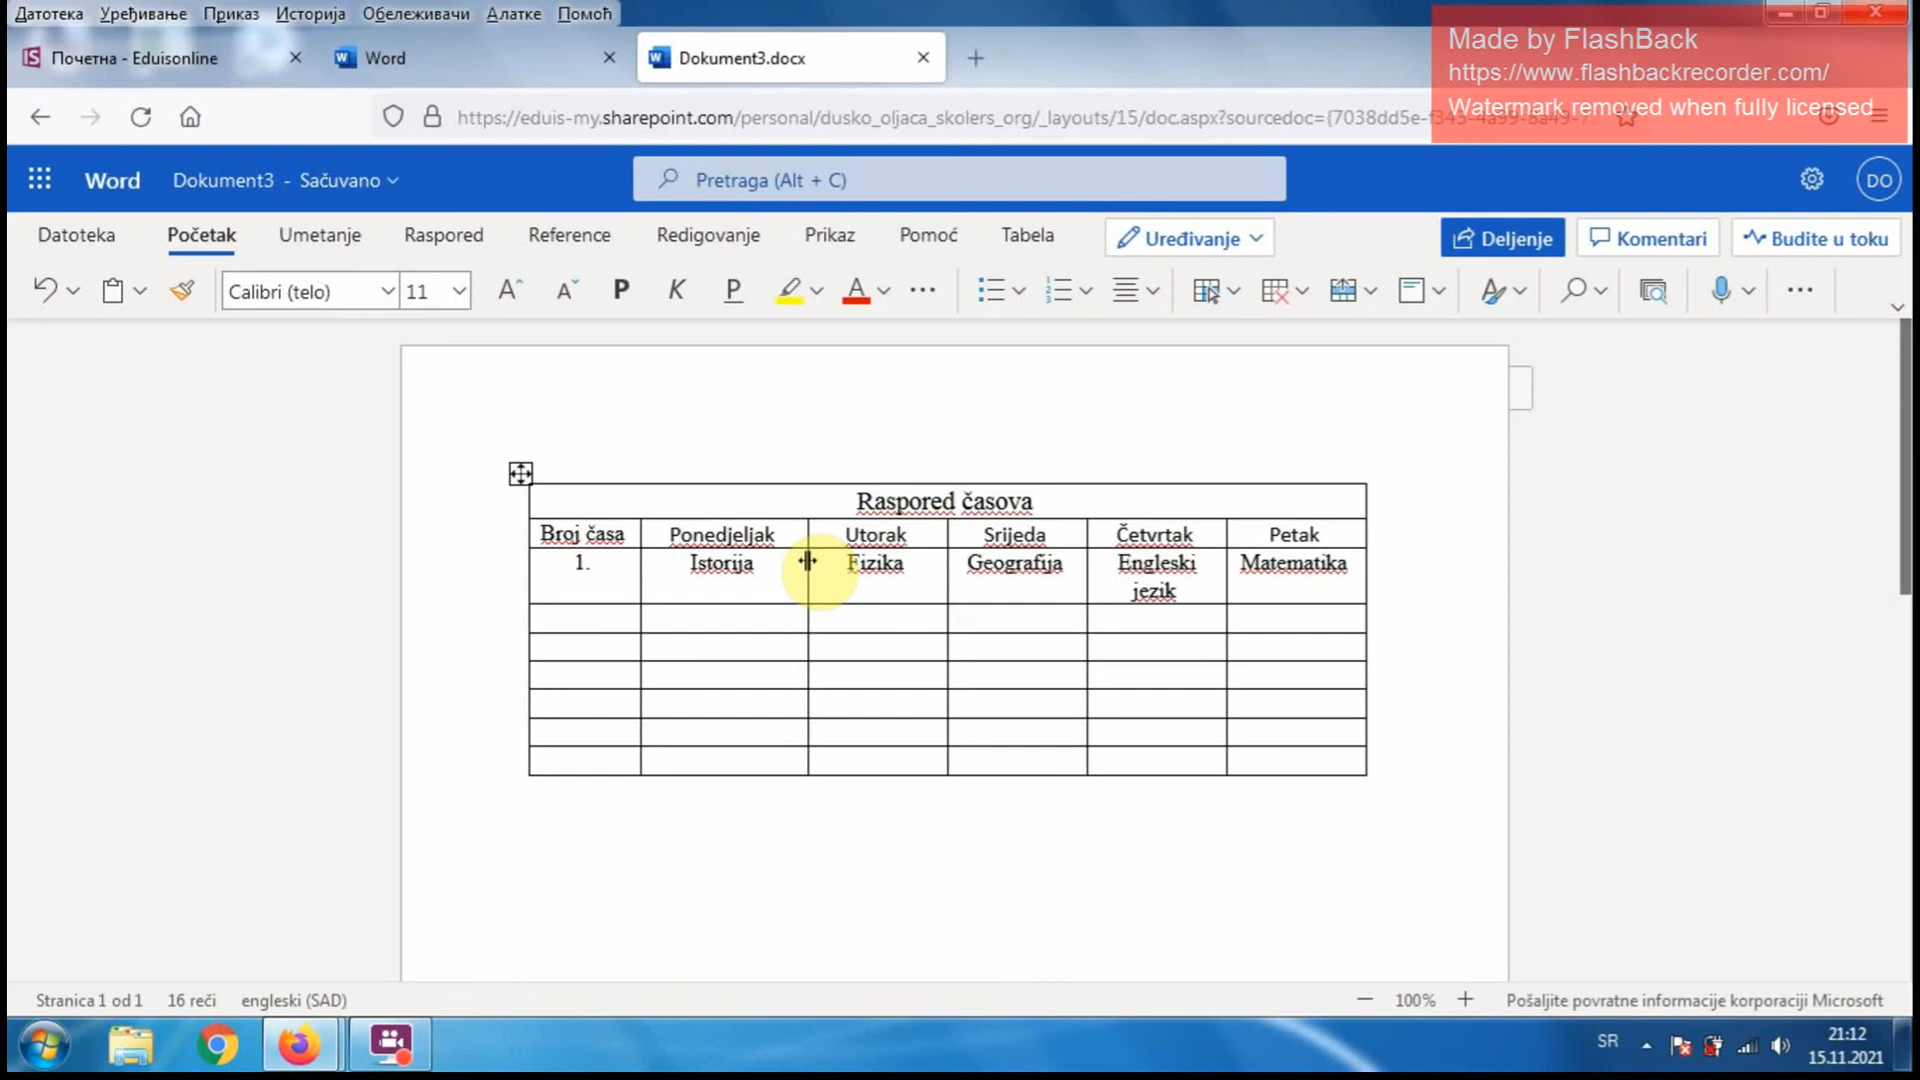 Датотека Уређивање Приказ Историја Обележивачи Алатке Помоћ
Почетна - Eduisonline
Word
Dokument3.docx
Made by FlashBack
https://www.flashbackrecorder.com/
Watermark removed when fully licensed
https://eduis-my.sharepoint.com/personal/dusko_oljaca_skolers_org/_layouts/15/doc.aspx?sourcedoc={7038dd5e-f343-4a99-8a49-7
Word Dokument3 - Sačuvano
Pretraga (Alt + C)
DO
Datoteka Početak Umetanje Raspored Reference Redigovanje Prikaz Pomoć Tabela Uređivanje Deljenje Komentari Budite u toku
Calibri (telo) 11 P K P A
Raspored časova
Broj časa Ponedjeljak Utorak Srijeda Četvrtak Petak
1. Istorija Fizika Geografija Engleski Matematika
jezik
Stranica 1 od 1 16 reči engleski (SAD) 100% Pošaljite povratne informacije korporaciji Microsoft
SR
21:12
15.11.2021